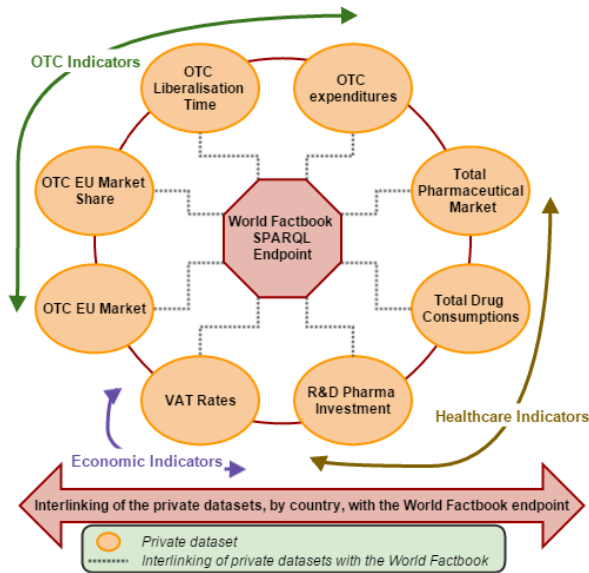 OTC Indicators
OTC
Liberalisation
Time
OTC
expenditures
OTC EU Market
Share
Total
Pharmaceutical
Market
World Factbook
SPARQL
Endpoint
OTC EU Market
Total Drug
Consumptions
VAT Rates
R&D Pharma
Investment
Healthcare Indicators
Economic Indicators
Interlinking of the private datasets, by country, with the World Factbook endpoint
Private dataset
Interlinking of private datasets with the World Factbook